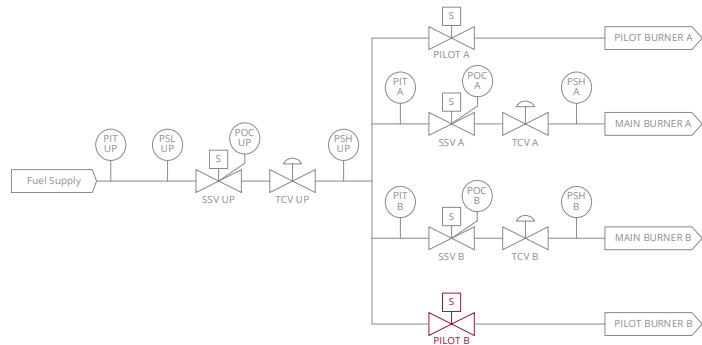 S
PILOT A
PILOT BURNER A
PIT
A
S
POC
A
SSV A
TCV A
PSH
A
MAIN BURNER A
Fuel Supply
PIT
UP
PSL
UP
S
POC
UP
SSV UP
TCV UP
PSH
UP
PIT
B
S
POC
B
SSV B
TCV B
PSH
B
MAIN BURNER B
S
PILOT B
PILOT BURNER B